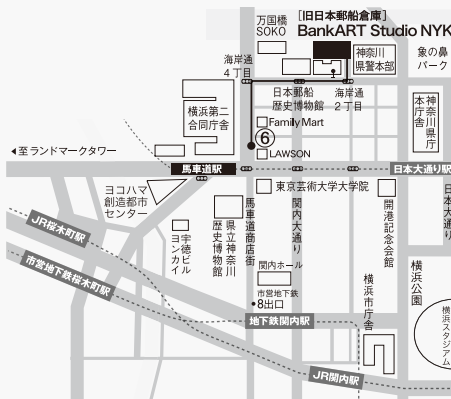 万国橋
SOKO
[旧日本郵船倉庫]
BankART Studio NYK
海岸通
4丁目
神奈川
県警本部
象の鼻
パーク
日本郵船
歴史博物館
海岸通
2丁目
横浜第二
合同庁舎
Family Mart
⑥
LAWSON
神奈川県庁
本庁舎
至ランドマークタワー
馬車道駅
日本大通り駅
ヨコハマ
創造都市
センター
東京芸術大学大学院
JR桜木町駅
市営地下鉄桜木町駅
宇徳ビル
ヨンカイ
県立神奈川
歴史博物館
馬車道商店街
関内大通り
開港記念会館
日本大通り
関内ホール
市営地下鉄
8出口
地下鉄関内駅
横浜市庁舎
横浜公園
横浜スタジアム
JR関内駅